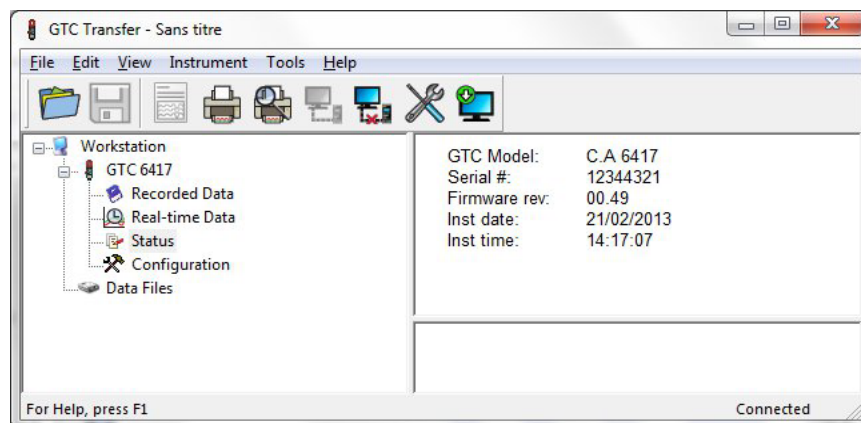 GTC Transfer - Sans titre
File Edit View Instrument Tools Help
Workstation
GTC 6417
Recorded Data
Real-time Data
Status
Configuration
Data Files
GTC Model: C.A 6417
Serial #: 12344321
Firmware rev: 00.49
Inst date: 21/02/2013
Inst time: 14:17:07
For Help, press F1 Connected